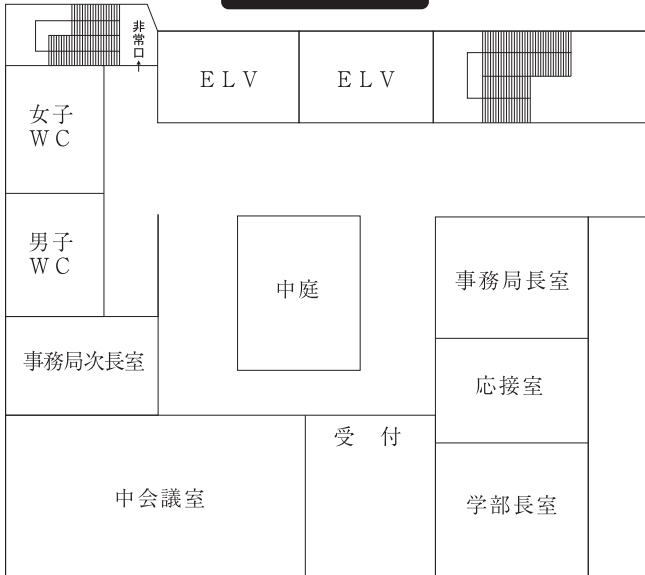 非常口
ELV
ELV
女子
WC
男子
WC
中庭
事務局長室
事務局次長室
応接室
受 付
中会議室
学部長室